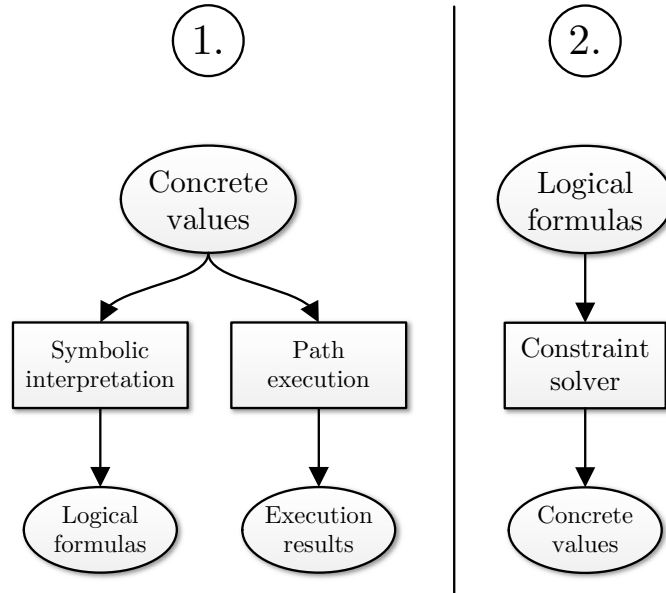 1.
Concrete
values
Symbolic
interpretation
Path
execution
Logical
formulas
Execution
results
2.
Logical
formulas
Constraint
solver
Concrete
values